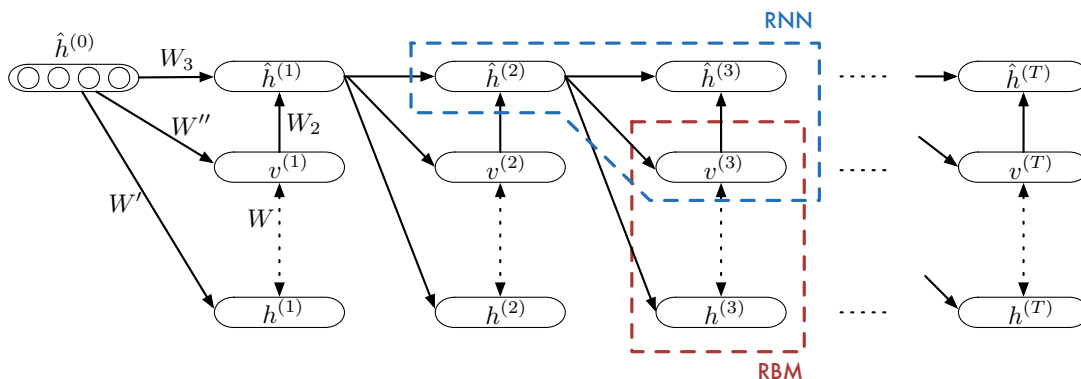 RNN
ĥ⁽⁰⁾
W₃ ĥ⁽¹⁾ ĥ⁽²⁾ ĥ⁽³⁾ ...... ĥ⁽ᵀ⁾
W′′ W₂
v⁽¹⁾ v⁽²⁾ v⁽³⁾ ...... v⁽ᵀ⁾
W′ W
h⁽¹⁾ h⁽²⁾ h⁽³⁾ ...... h⁽ᵀ⁾
RBM